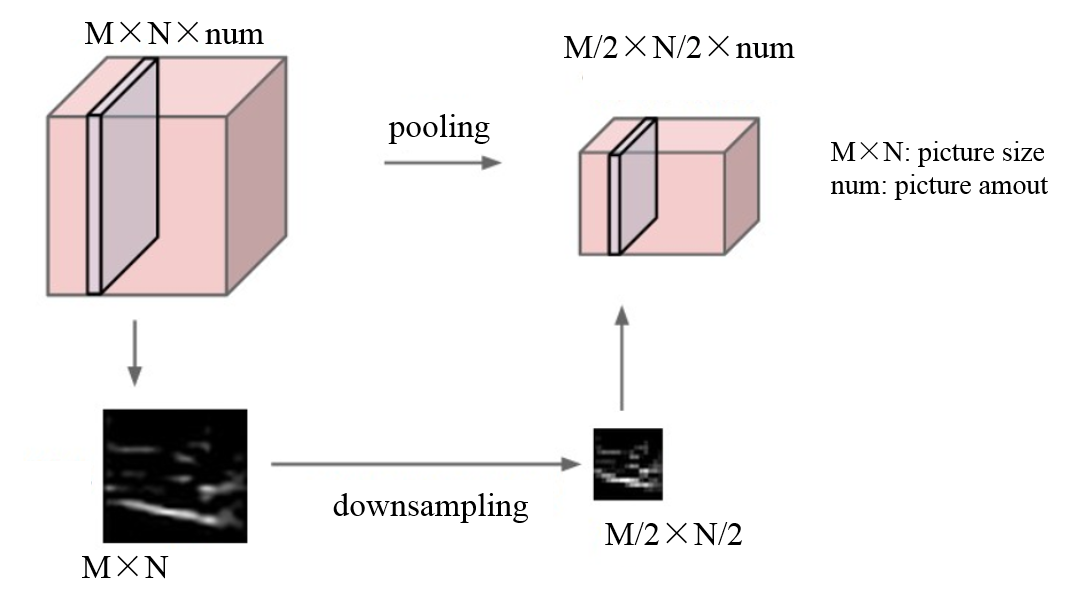 M×N×num
M/2×N/2×num
pooling
M×N: picture size
num: picture amout
downsampling
M/2×N/2
M×N